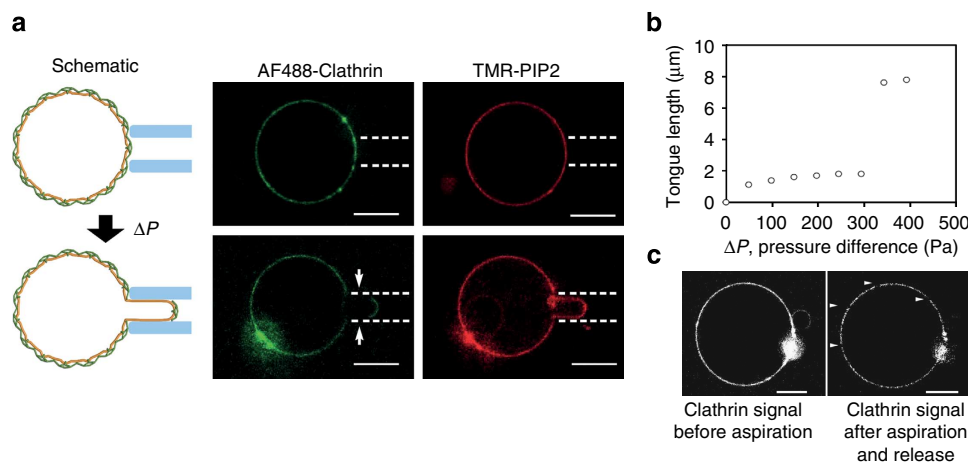 a
Schematic
AF488-Clathrin
TMR-PIP2
ΔP
b
Tongue length (μm)
10
8
6
4
2
0
0
100
200
300
400
500
ΔP, pressure difference (Pa)
c
Clathrin signal
before aspiration
Clathrin signal
after aspiration
and release